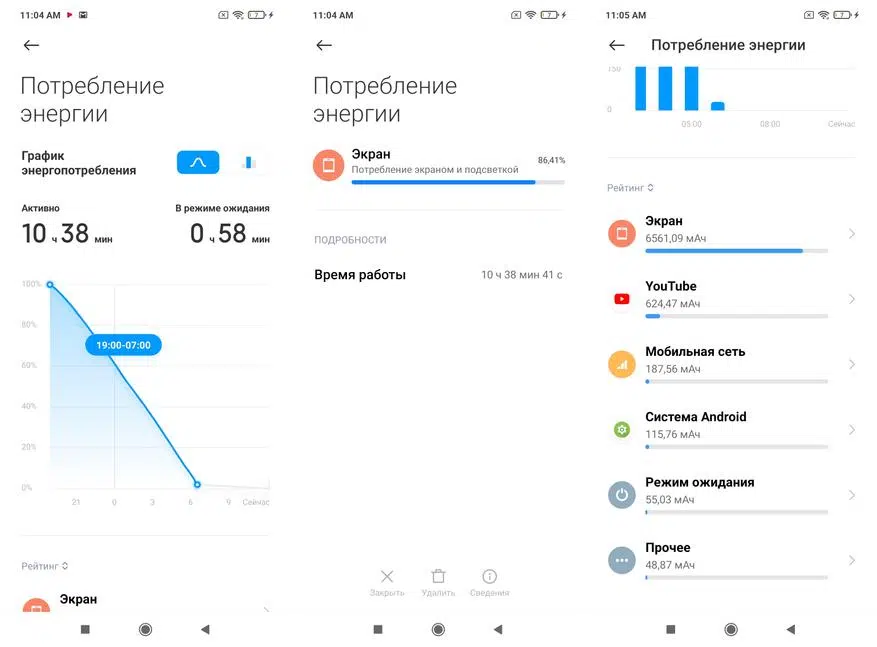 11:04 AM
7
Потребление
энергии
График
энергопотребления
Активно
В режиме ожидания
10 ч 38 мин
0 ч 58 мин
100%
80%
60%
40%
20%
0%
19:00-07:00
21 0 3 6 9 Сейчас
Рейтинг
Экран
11:04 AM
7
Потребление
энергии
Экран
86,41%
Потребление экраном и подсветкой
ПОДРОБНОСТИ
Время работы 10 ч 38 мин 41 с
Закрыть Удалить Сведения
11:05 AM
7
Потребление энергии
150
0
05:00 08:00 Сейчас
Рейтинг
Экран
6561,09 мАч
YouTube
624,47 мАч
Мобильная сеть
187,56 мАч
Система Android
115,76 мАч
Режим ожидания
55,03 мАч
Прочее
48,87 мАч